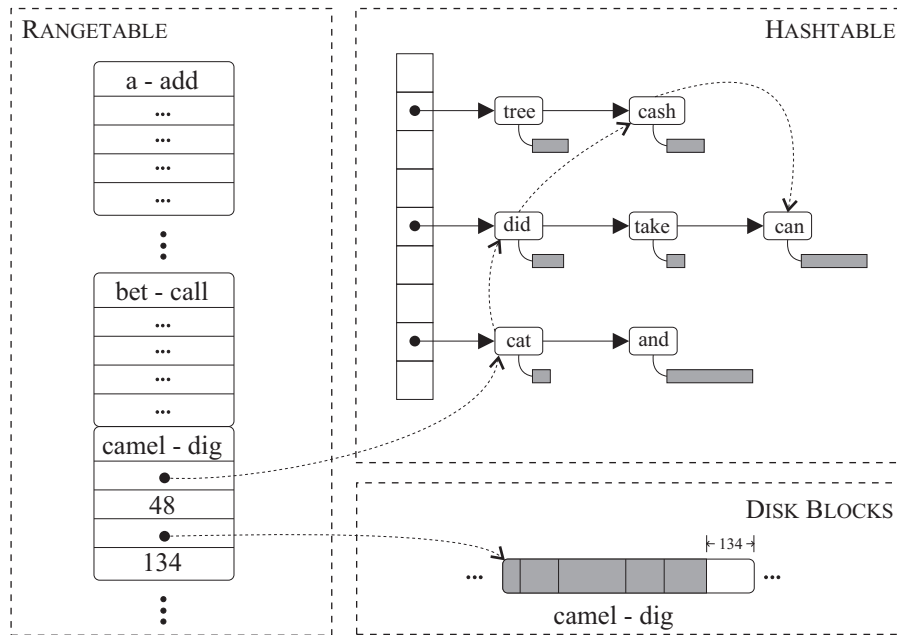 RANGETABLE
a - add
...
...
...
...
bet - call
...
...
...
...
camel - dig
48
134
HASHTABLE
tree
cash
did
take
can
cat
and
DISK BLOCKS
134
...
...
camel - dig